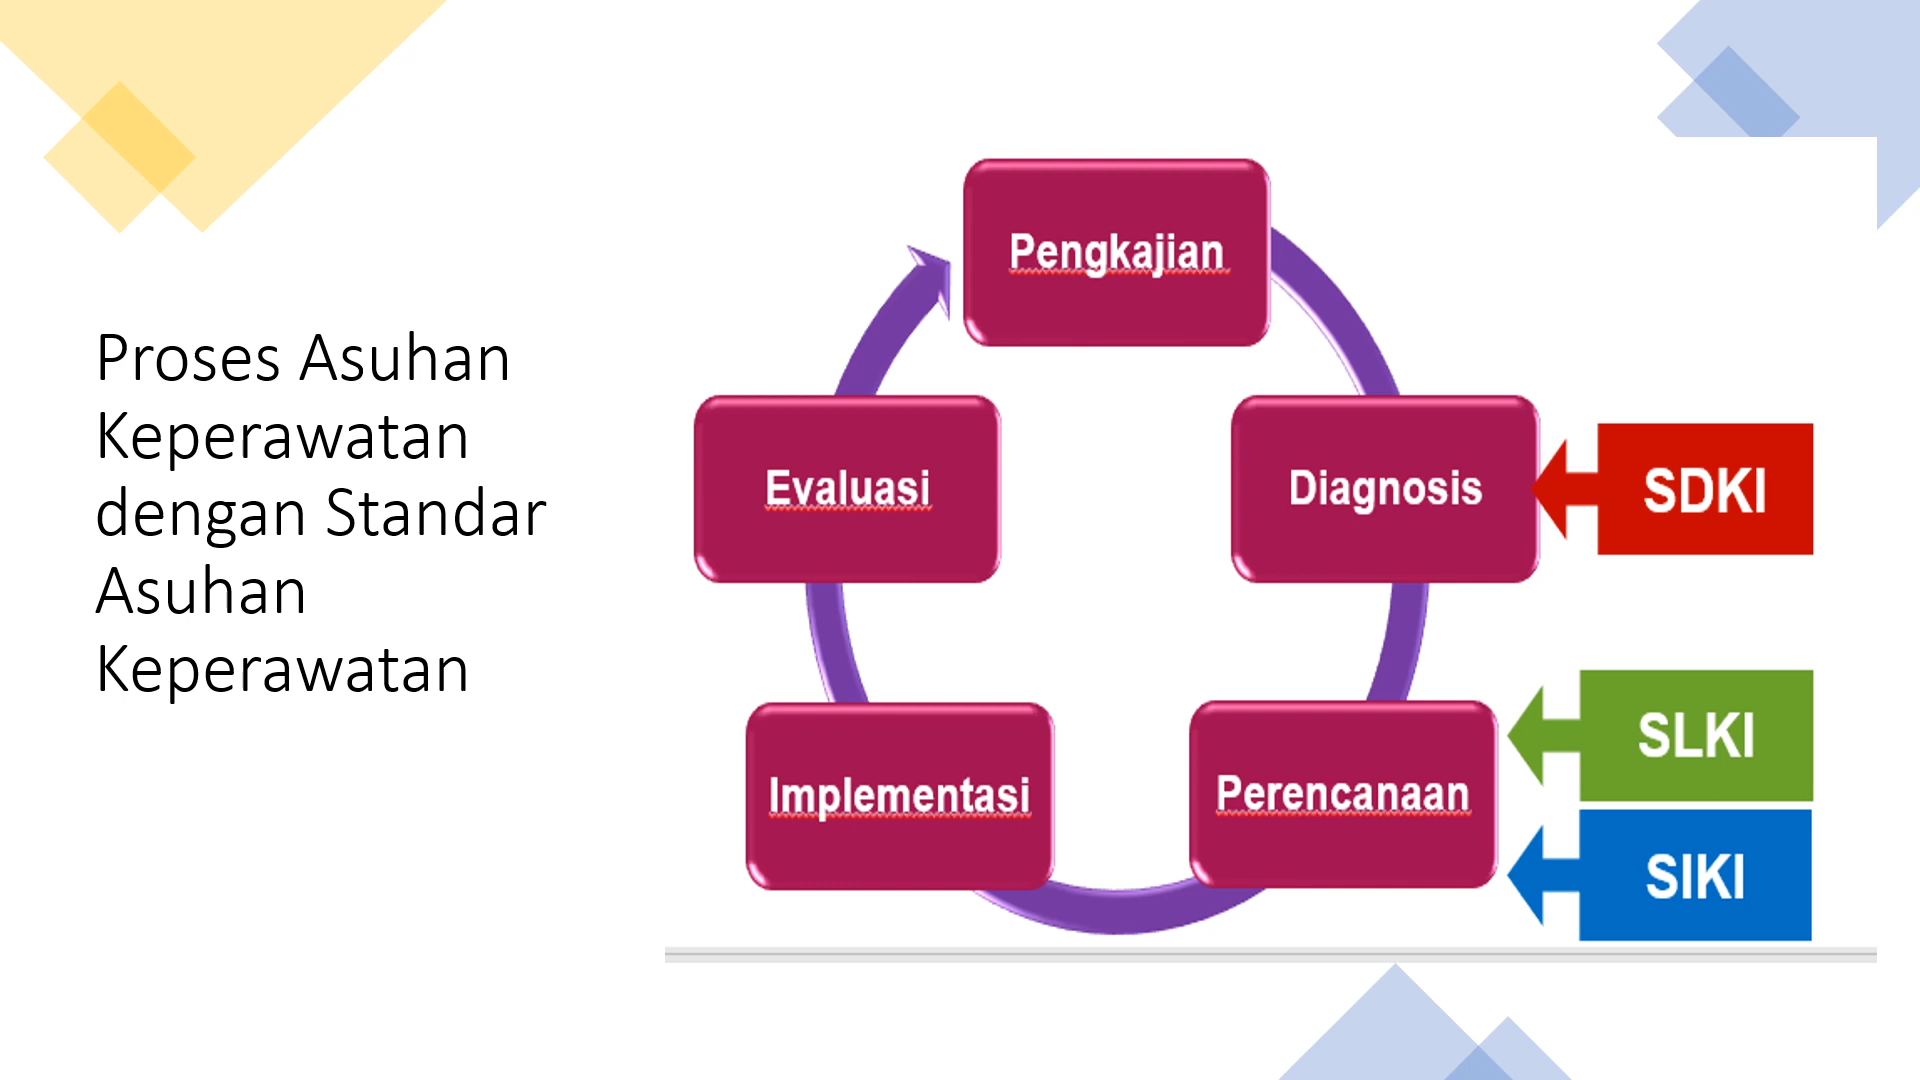 Proses Asuhan
Keperawatan
dengan Standar
Asuhan
Keperawatan
Pengkajian
Evaluasi
Diagnosis
SDKI
Implementasi
Perencanaan
SLKI
SIKI